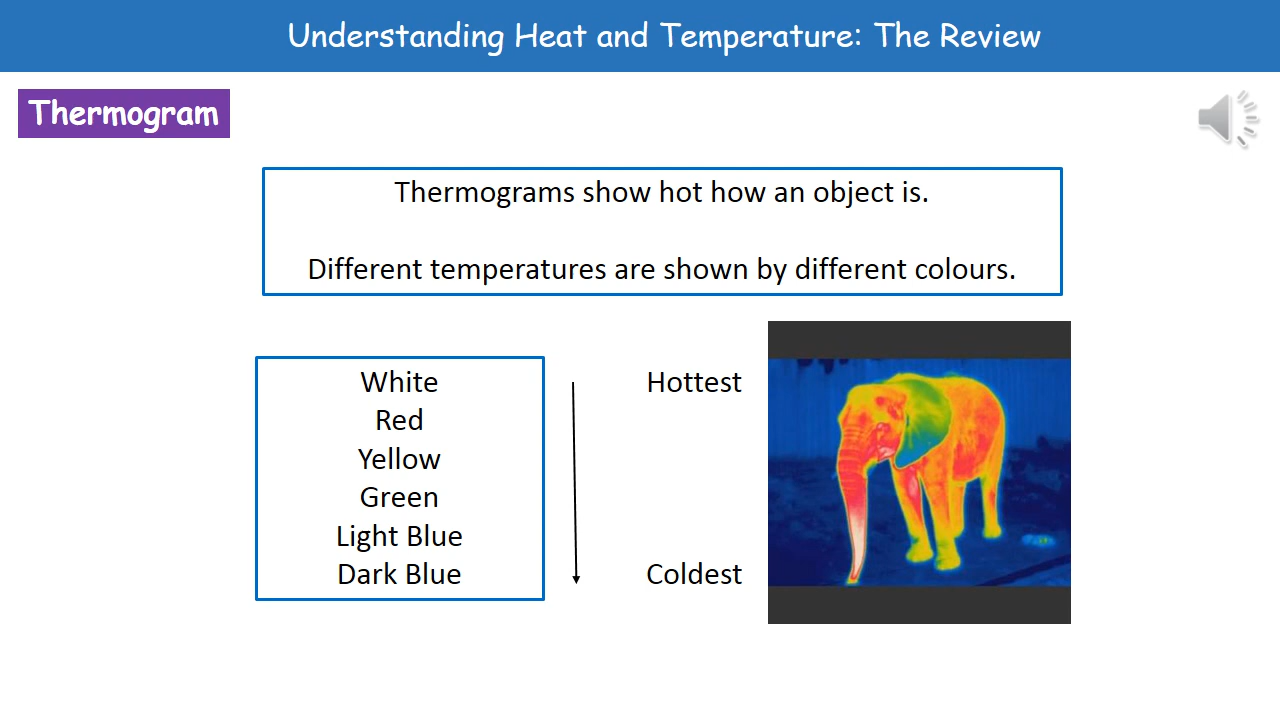 Understanding Heat and Temperature: The Review
Thermogram
Thermograms show hot how an object is.
Different temperatures are shown by different colours.
White
Red
Yellow
Green
Light Blue
Dark Blue
Hottest
Coldest